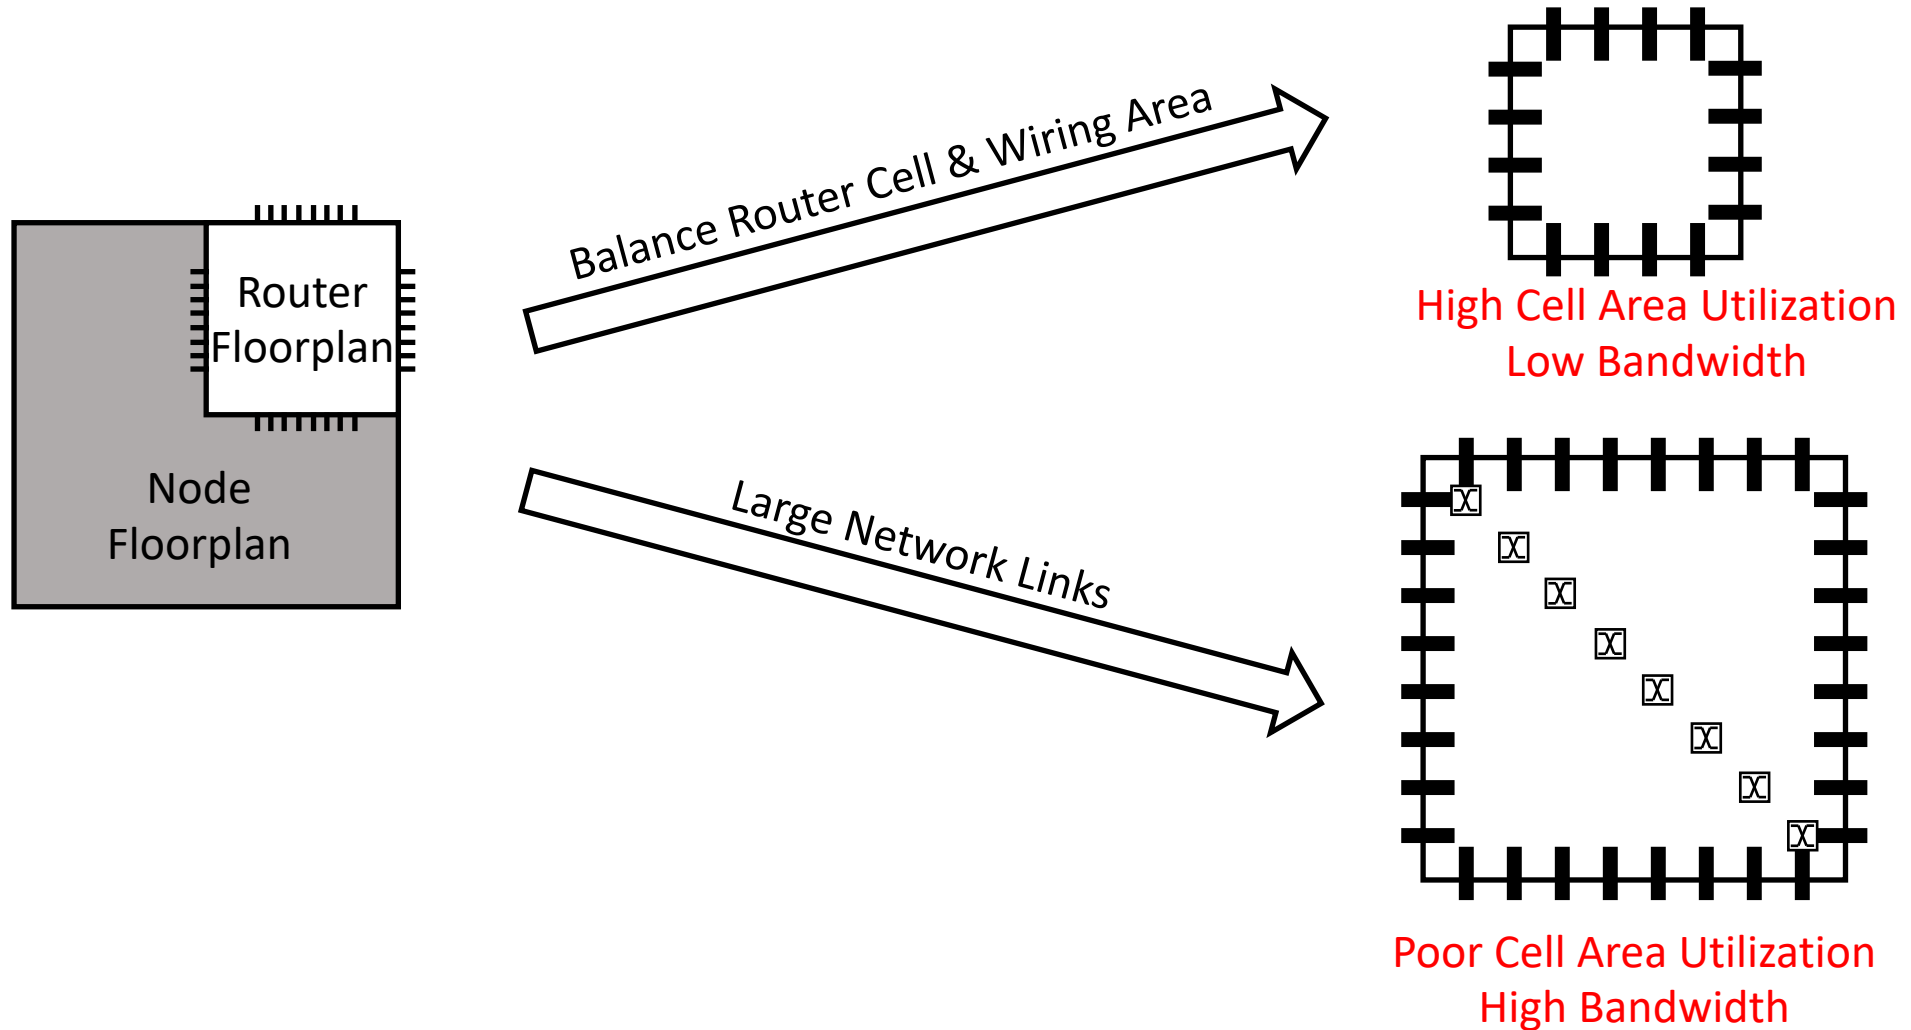 Router
Floorplan
Node
Floorplan
Balance Router Cell & Wiring Area
Large Network Links
High Cell Area Utilization
Low Bandwidth
Poor Cell Area Utilization
High Bandwidth